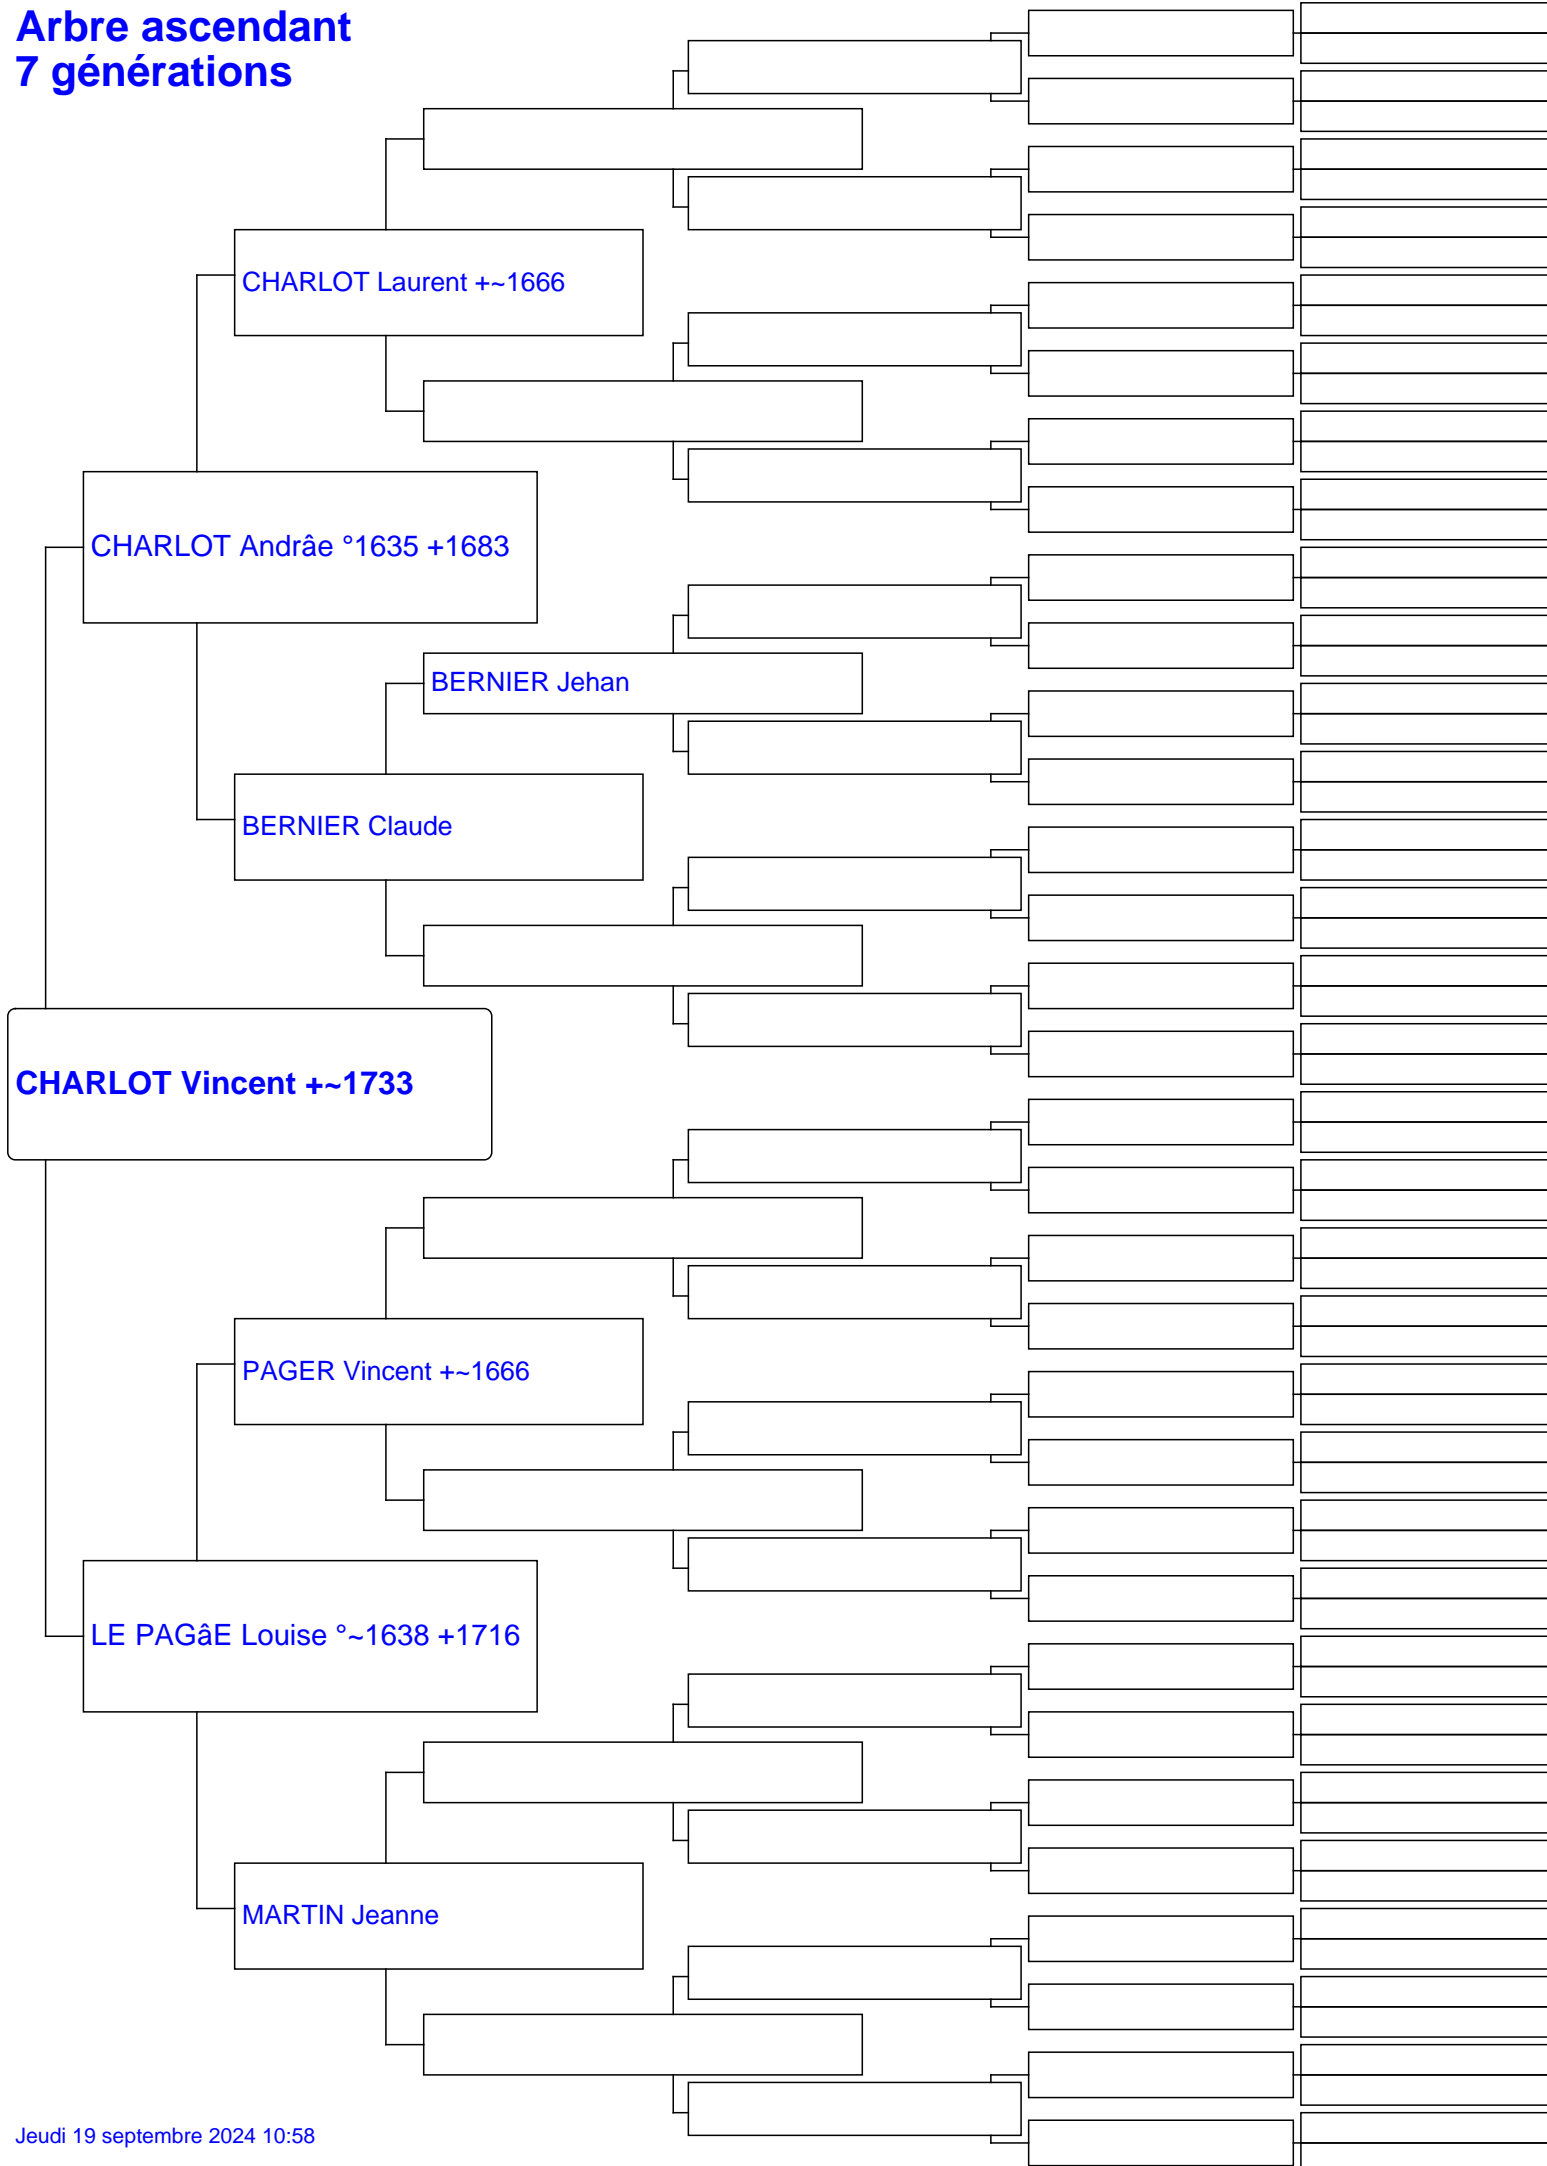 Arbre ascendant
7 générations
CHARLOT Laurent +~1666
CHARLOT Andrâe °1635 +1683
BERNIER Jehan
BERNIER Claude
CHARLOT Vincent +~1733
PAGER Vincent +~1666
LE PAGâE Louise °~1638 +1716
MARTIN Jeanne
Jeudi 19 septembre 2024 10:58